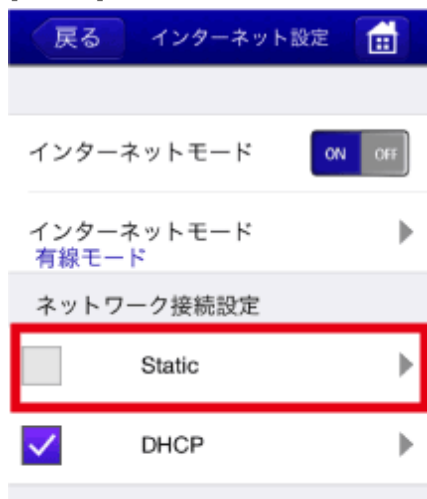 戻る インターネット設定
インターネットモード ON OFF
インターネットモード
有線モード
ネットワーク接続設定
Static
DHCP